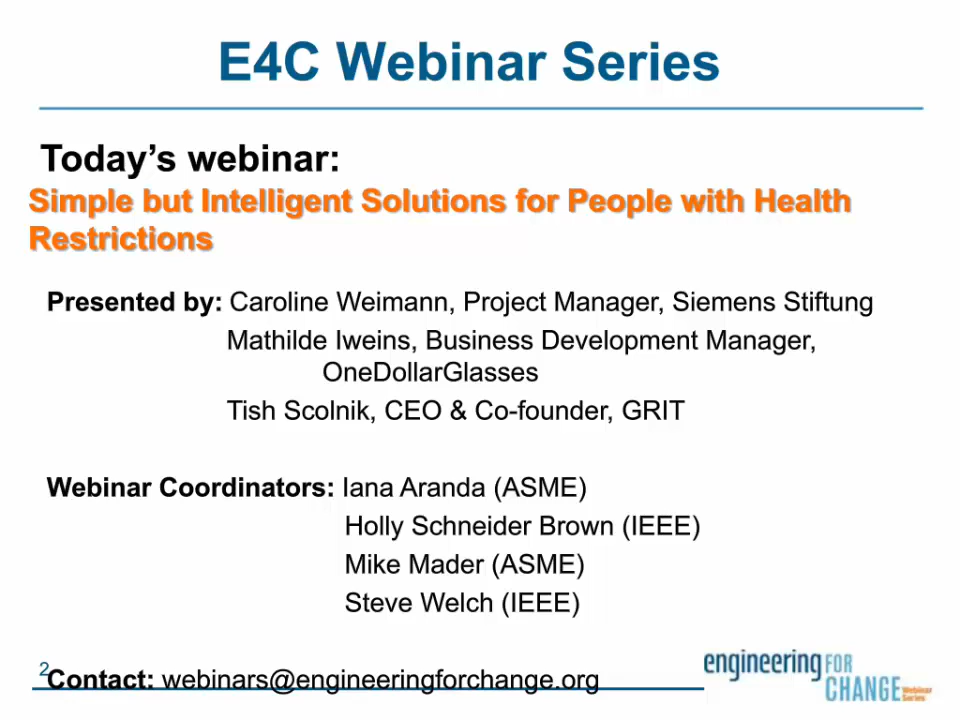 E4C Webinar Series
Today’s webinar:
Simple but Intelligent Solutions for People with Health
Restrictions
Presented by: Caroline Weimann, Project Manager, Siemens Stiftung
Mathilde Iweins, Business Development Manager,
OneDollarGlasses
Tish Scolnik, CEO & Co-founder, GRIT
Webinar Coordinators: Iana Aranda (ASME)
Holly Schneider Brown (IEEE)
Mike Mader (ASME)
Steve Welch (IEEE)
2
Contact: webinars@engineeringforchange.org
engineering FOR
CHANGE Webinar
Series